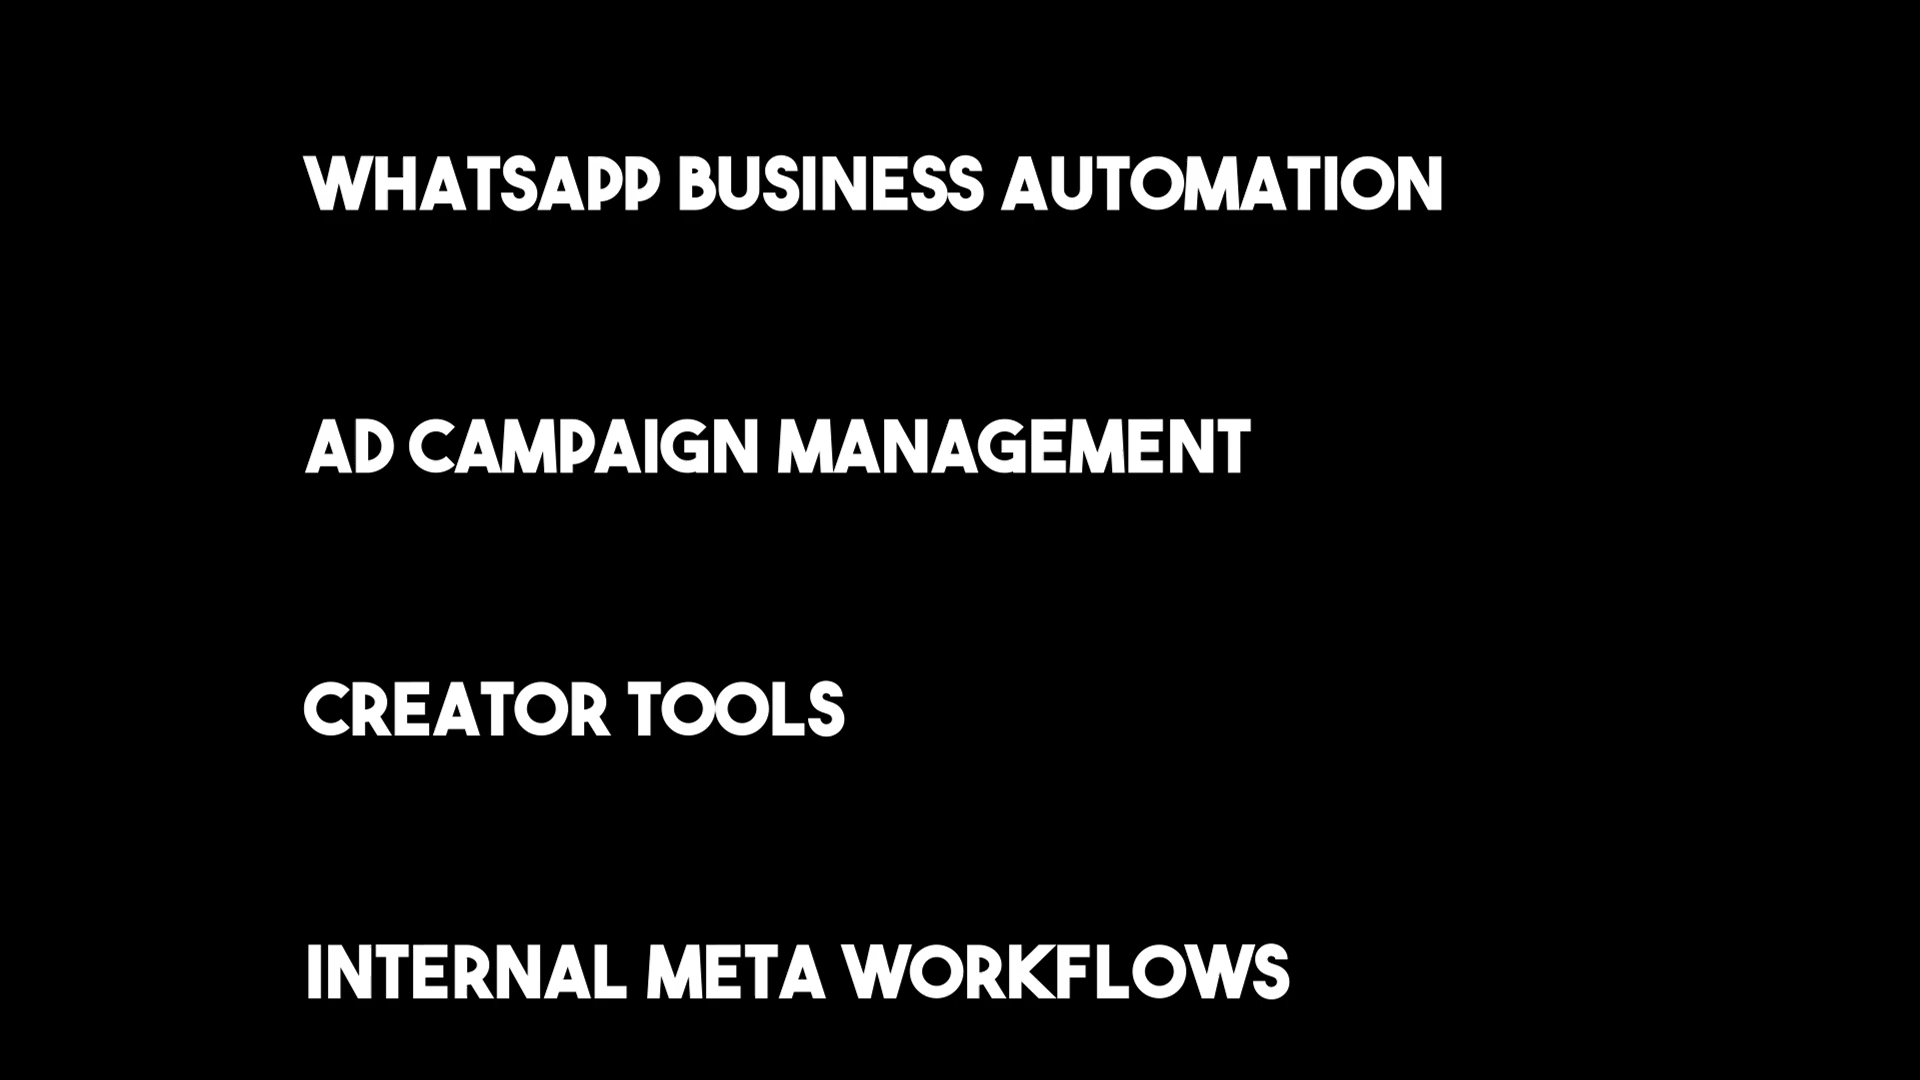 WHATSAPP BUSINESS AUTOMATION
AD CAMPAIGN MANAGEMENT
CREATOR TOOLS
INTERNAL META WORKFLOWS